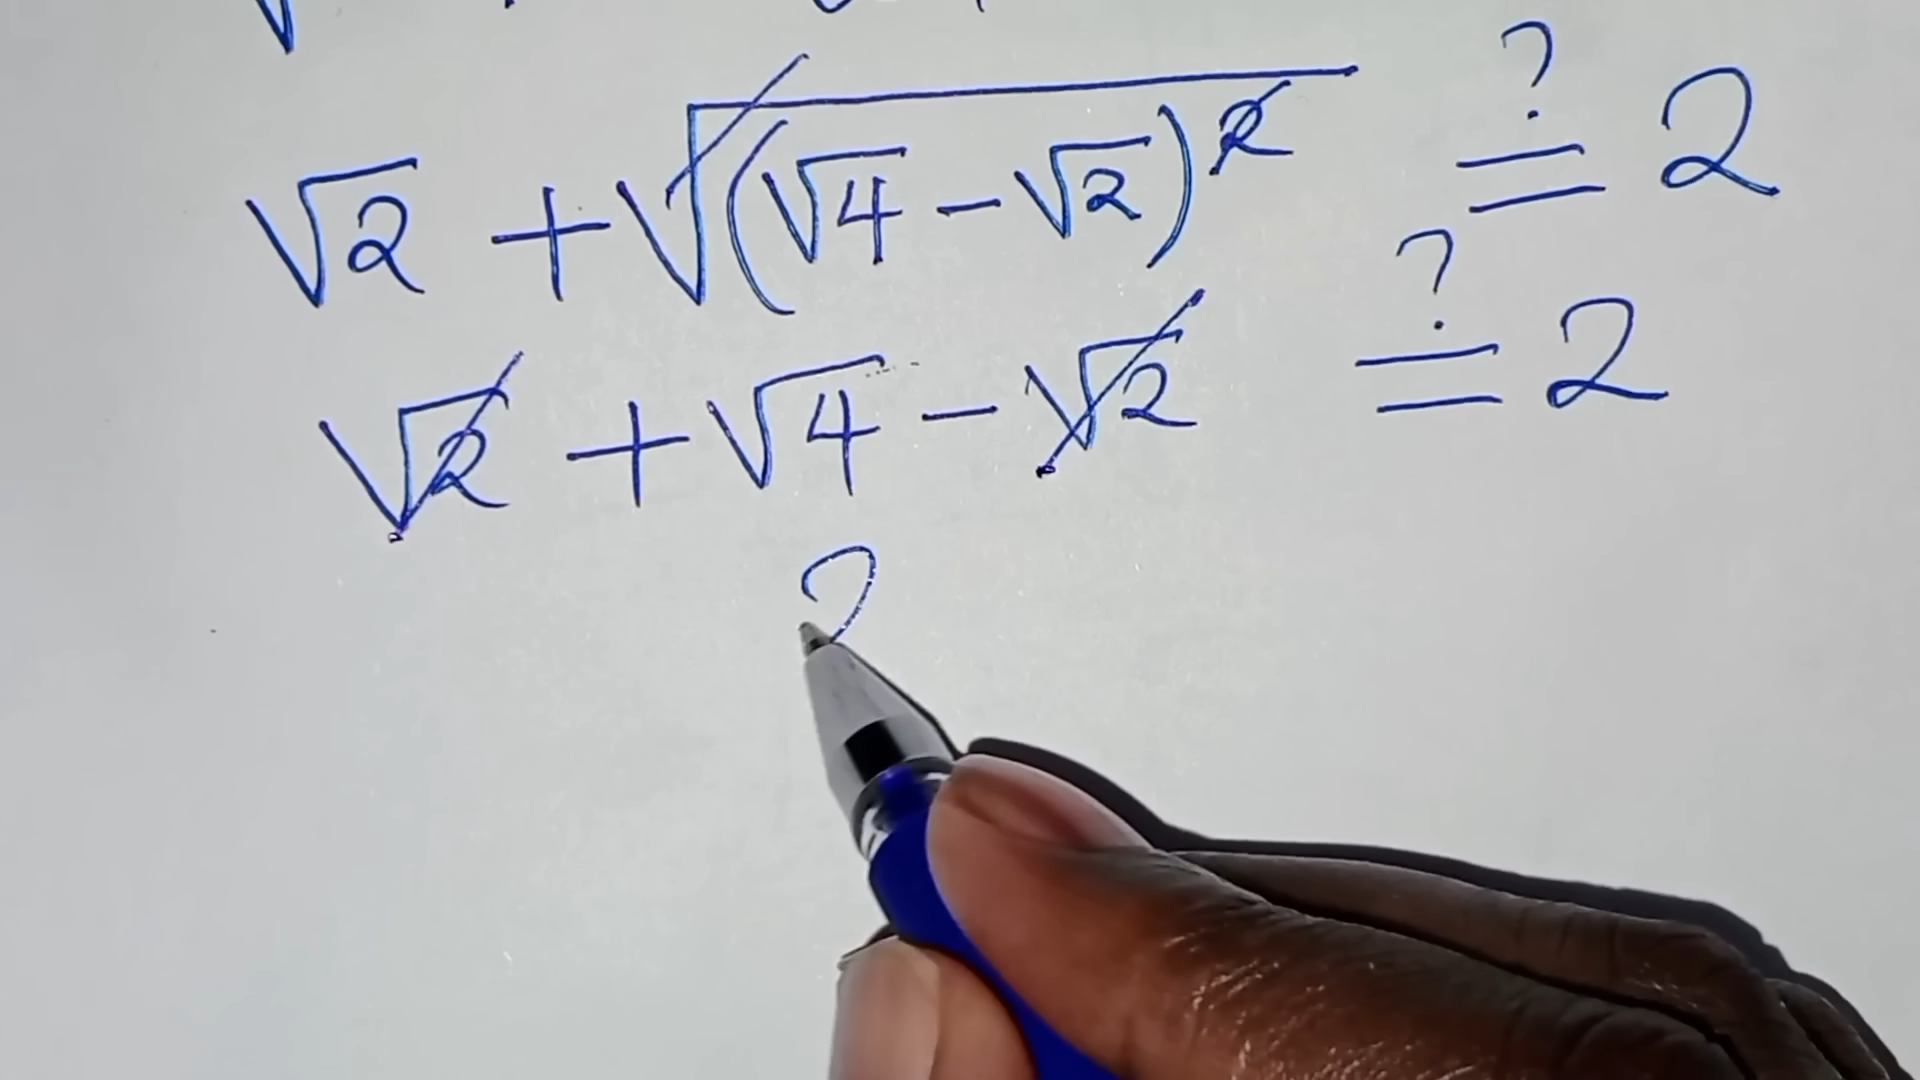 √2 + √(√4 - √2)² ≟ 2
√2 + √4 - √2 ≟ 2
2